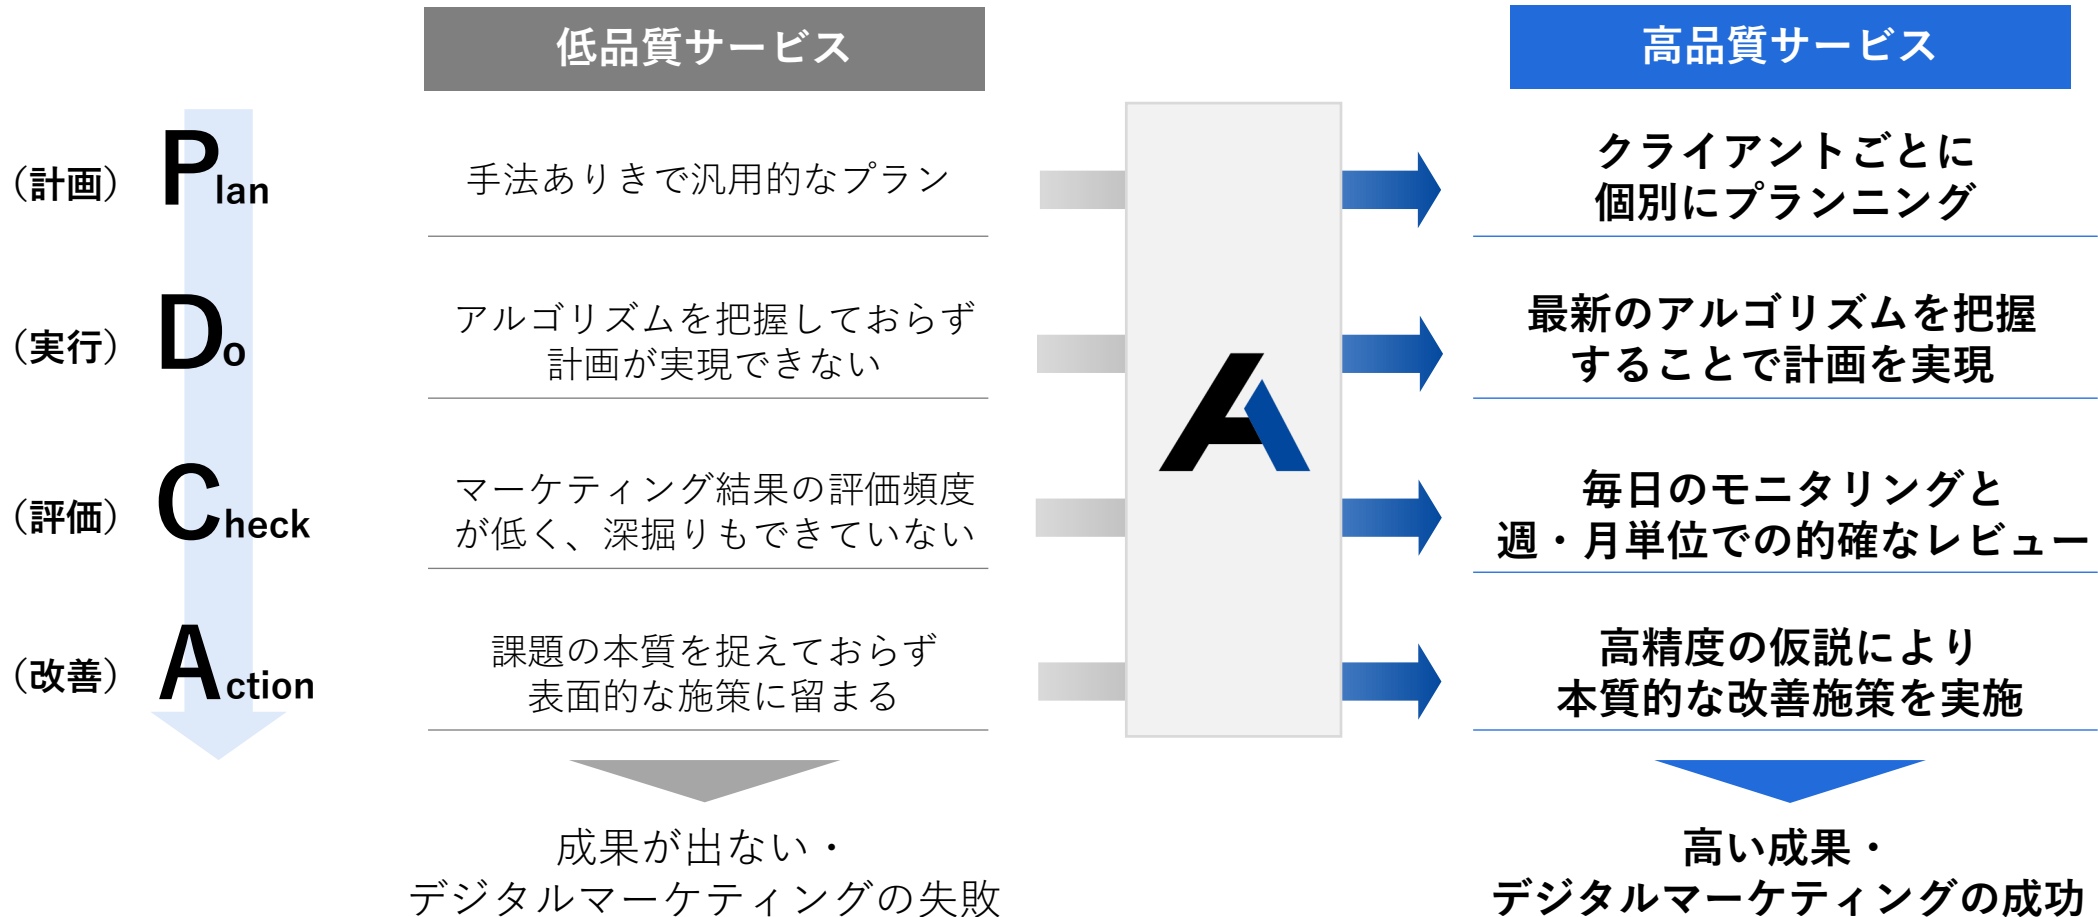 低品質サービス
高品質サービス
（計画）
Plan
手法ありきで汎用的なプラン
クライアントごとに
個別にプランニング
（実行）
Do
アルゴリズムを把握しておらず
計画が実現できない
最新のアルゴリズムを把握
することで計画を実現
（評価）
Check
マーケティング結果の評価頻度
が低く、深掘りもできていない
毎日のモニタリングと
週・月単位での的確なレビュー
（改善）
Action
課題の本質を捉えておらず
表面的な施策に留まる
高精度の仮説により
本質的な改善施策を実施
成果が出ない・
デジタルマーケティングの失敗
高い成果・
デジタルマーケティングの成功